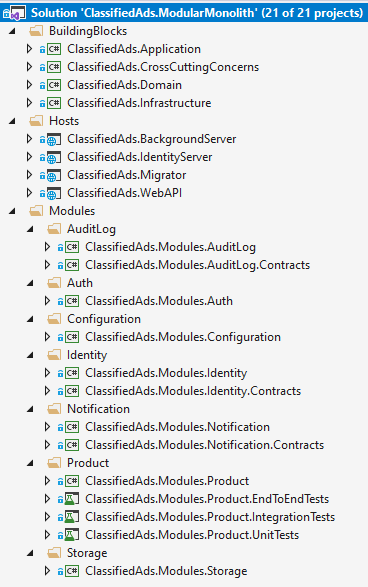 Solution 'ClassifiedAds.ModularMonolith' (21 of 21 projects)
BuildingBlocks
C# ClassifiedAds.Application
C# ClassifiedAds.CrossCuttingConcerns
C# ClassifiedAds.Domain
C# ClassifiedAds.Infrastructure
Hosts
ClassifiedAds.BackgroundServer
ClassifiedAds.IdentityServer
ClassifiedAds.Migrator
ClassifiedAds.WebAPI
Modules
AuditLog
C# ClassifiedAds.Modules.AuditLog
C# ClassifiedAds.Modules.AuditLog.Contracts
Auth
C# ClassifiedAds.Modules.Auth
Configuration
C# ClassifiedAds.Modules.Configuration
Identity
C# ClassifiedAds.Modules.Identity
C# ClassifiedAds.Modules.Identity.Contracts
Notification
C# ClassifiedAds.Modules.Notification
C# ClassifiedAds.Modules.Notification.Contracts
Product
C# ClassifiedAds.Modules.Product
ClassifiedAds.Modules.Product.EndToEndTests
ClassifiedAds.Modules.Product.IntegrationTests
ClassifiedAds.Modules.Product.UnitTests
Storage
C# ClassifiedAds.Modules.Storage